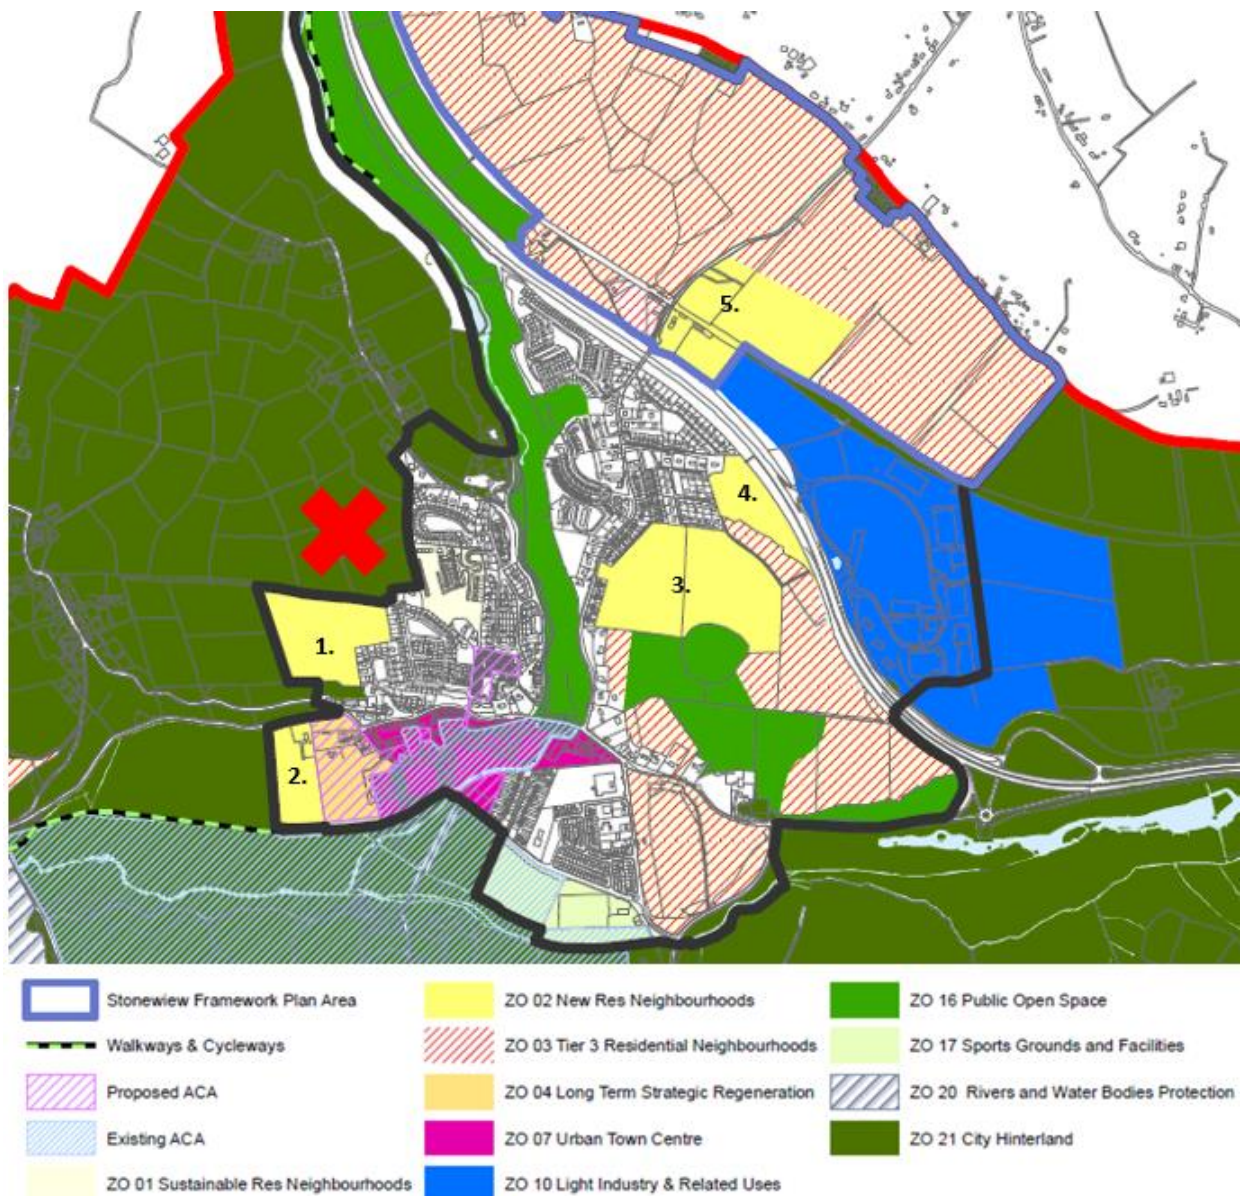 5.
4.
3.
1.
2.
Stonewiew Framework Plan Area
Walkways & Cycleways
Proposed ACA
Existing ACA
ZO 01 Sustainable Res Neighbourhoods
ZO 02 New Res Neighbourhoods
ZO 03 Tier 3 Residential Neighbourhoods
ZO 04 Long Term Strategic Regeneration
ZO 07 Urban Town Centre
ZO 10 Light Industry & Related Uses
ZO 16 Public Open Space
ZO 17 Sports Grounds and Facilities
ZO 20 Rivers and Water Bodies Protection
ZO 21 City Hinterland